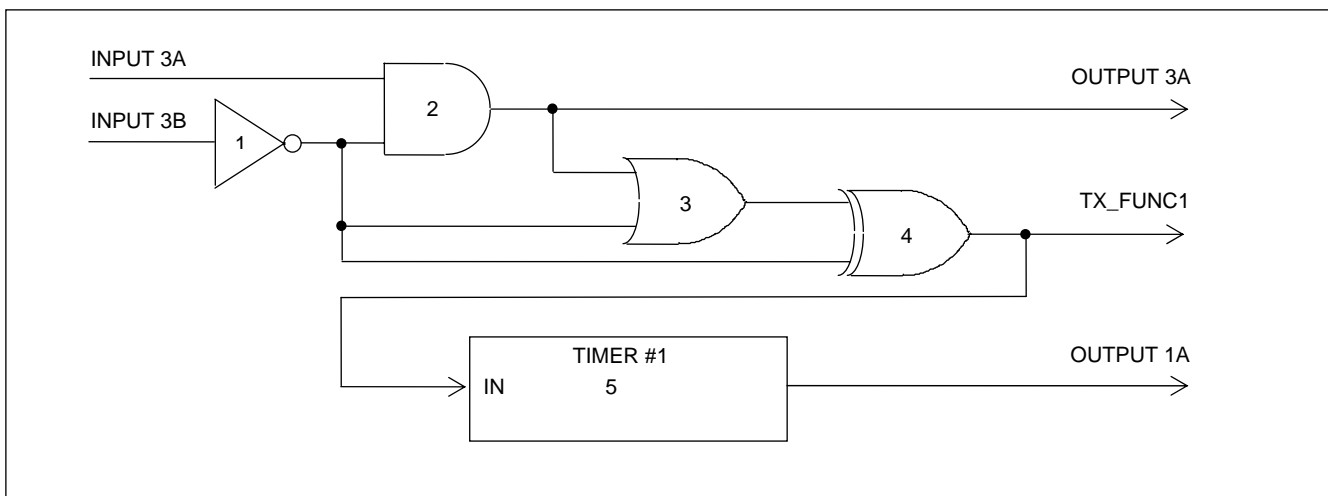 INPUT 3A
OUTPUT 3A
2
INPUT 3B
1
3
TX_FUNC1
4
TIMER #1
OUTPUT 1A
IN
5